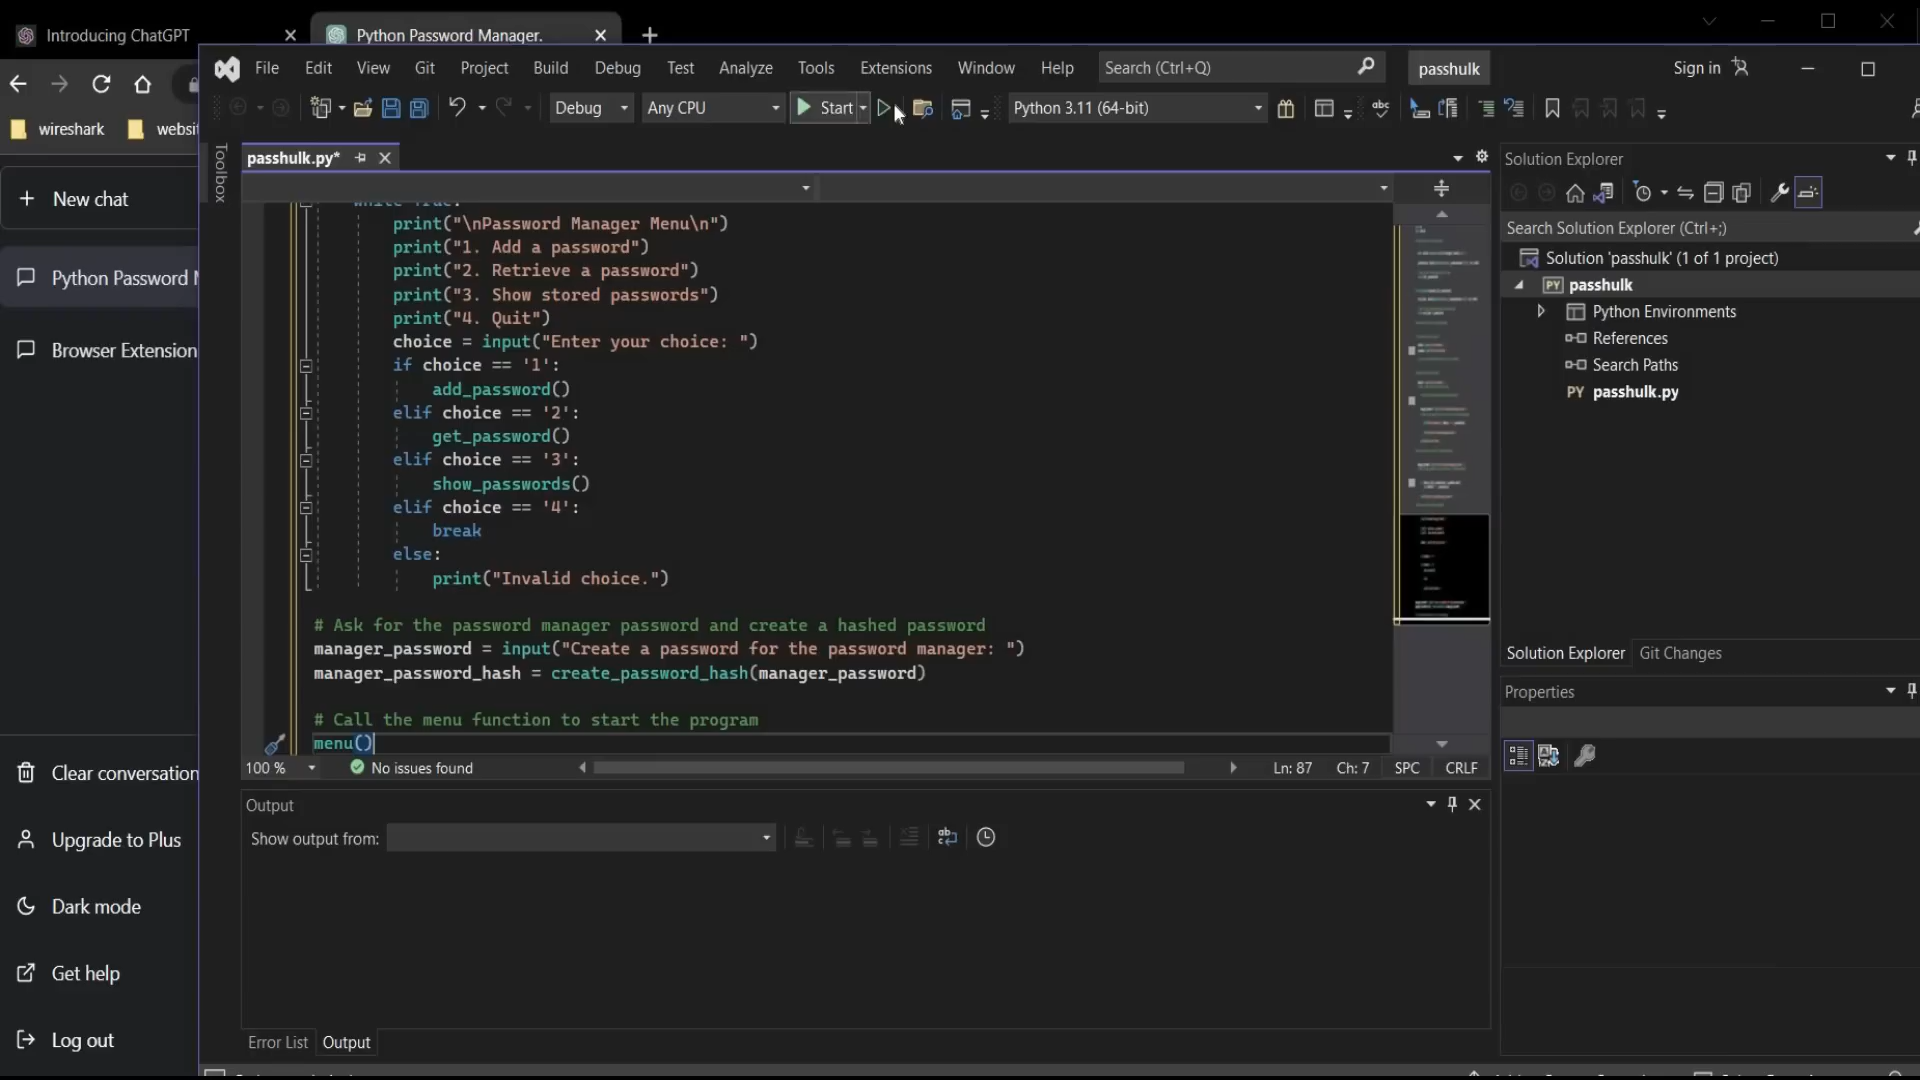 Introducing ChatGPT
Python Password Manager.
File Edit View Git Project Build Debug Test Analyze Tools Extensions Window Help Search (Ctrl+Q) passhulk Sign in
Debug Any CPU Start Python 3.11 (64-bit)
wireshark websit
Toolbox
passhulk.py*
New chat
Python Password M
Browser Extension
Clear conversation
Upgrade to Plus
Dark mode
Get help
Log out
while True:
print("\nPassword Manager Menu\n")
print("1. Add a password")
print("2. Retrieve a password")
print("3. Show stored passwords")
print("4. Quit")
choice = input("Enter your choice: ")
if choice == '1':
add_password()
elif choice == '2':
get_password()
elif choice == '3':
show_passwords()
elif choice == '4':
break
else:
print("Invalid choice.")
# Ask for the password manager password and create a hashed password
manager_password = input("Create a password for the password manager: ")
manager_password_hash = create_password_hash(manager_password)
# Call the menu function to start the program
menu()
100 % No issues found Ln: 87 Ch: 7 SPC CRLF
Output
Show output from:
Error List Output
Solution Explorer
Search Solution Explorer (Ctrl+;)
Solution 'passhulk' (1 of 1 project)
PY passhulk
Python Environments
References
Search Paths
PY passhulk.py
Solution Explorer Git Changes
Properties